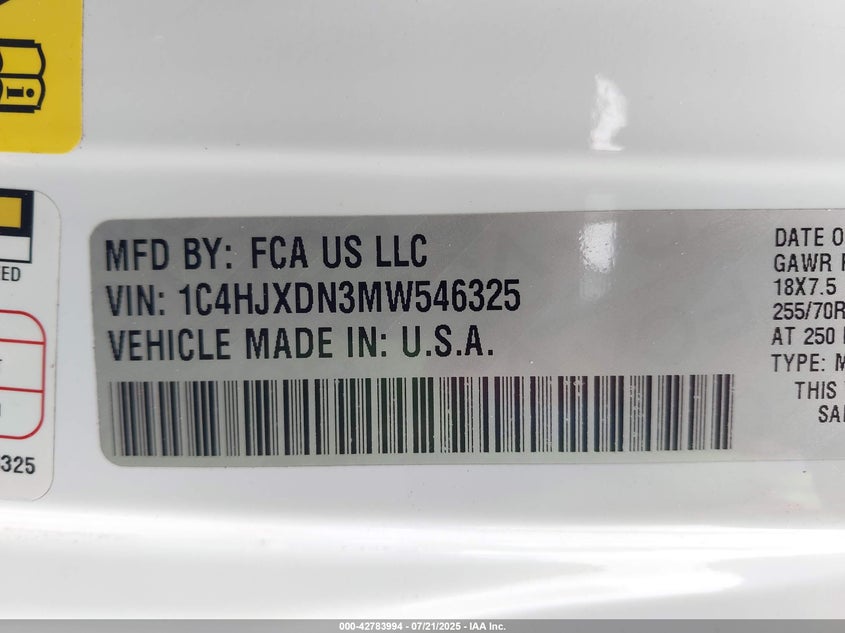 MFD BY: FCA US LLC
VIN: 1C4HJXDN3MW546325
VEHICLE MADE IN: U.S.A.
DATE O
GAWR
18X7.5
255/70R
AT 250
TYPE: M
THIS
SA
ED
325
000-42783994 - 07/21/2025 - IAA Inc.